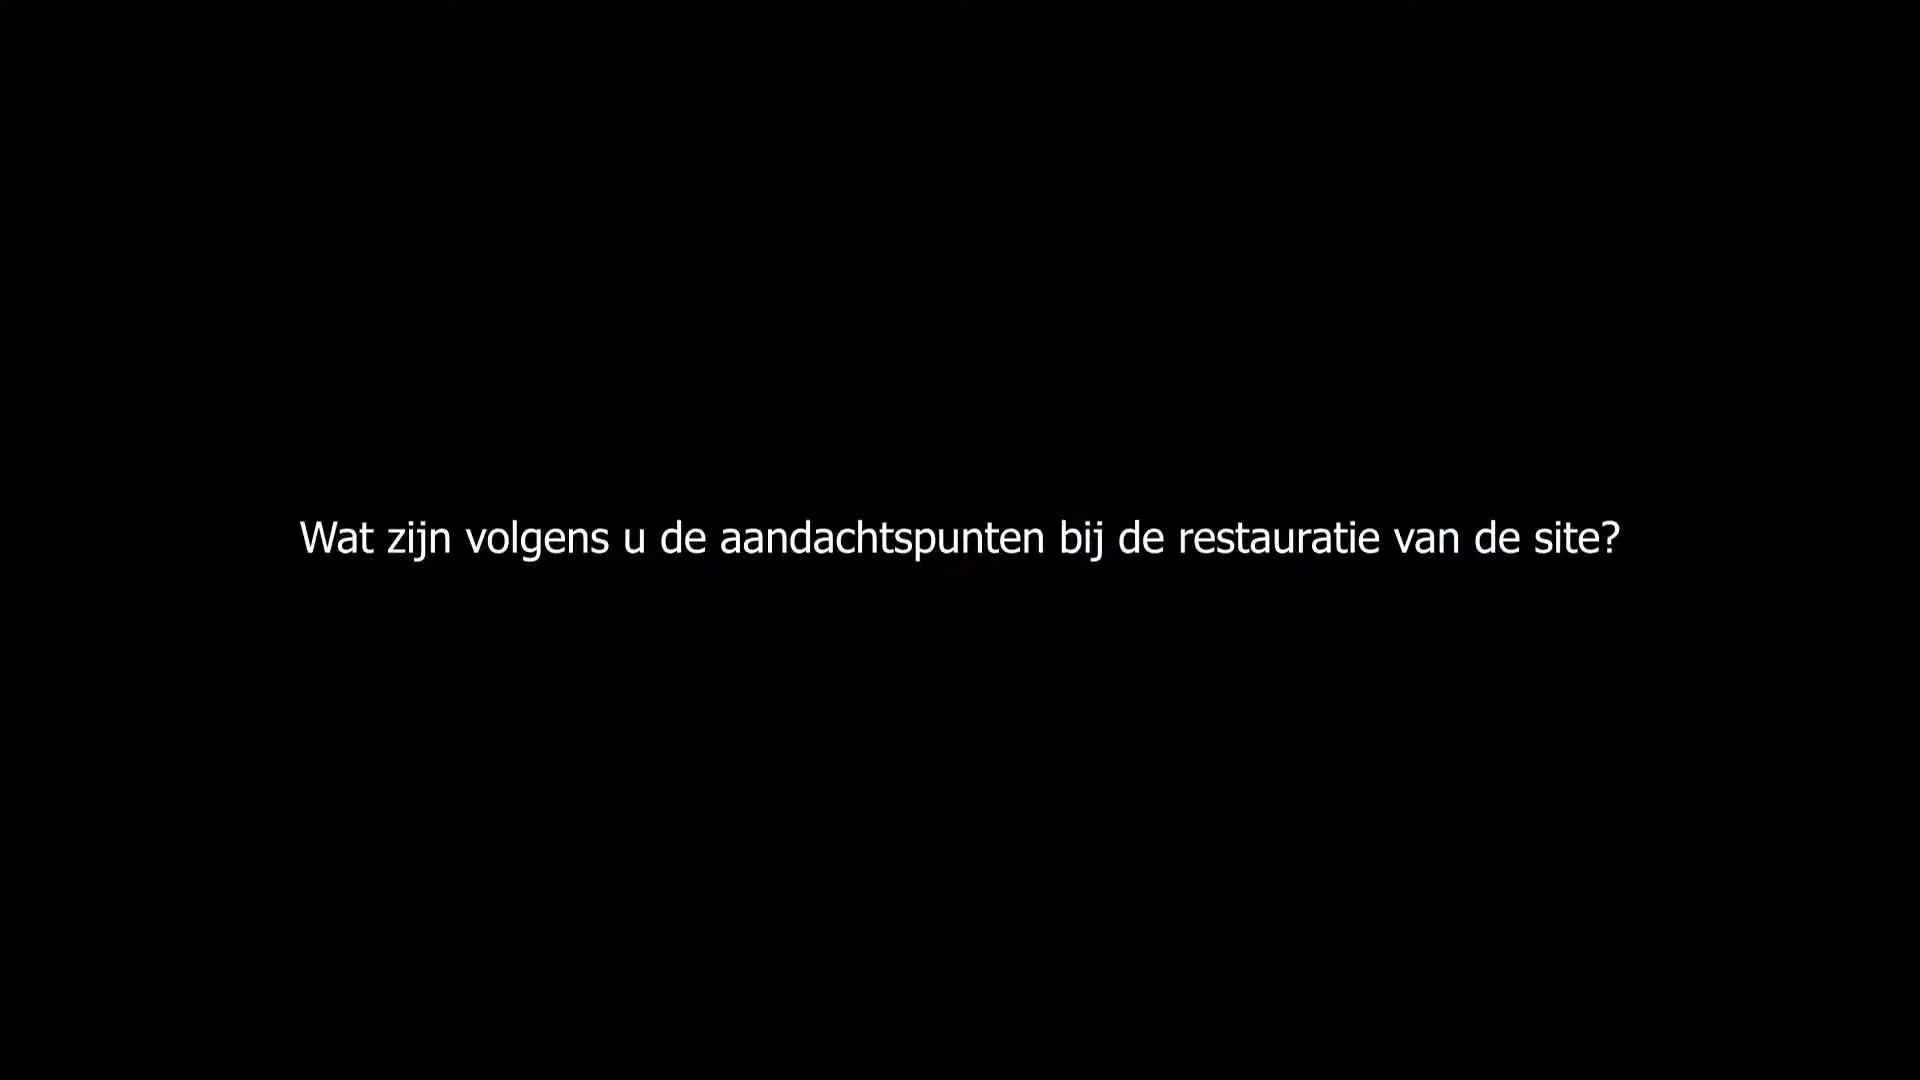 Wat zijn volgens u de aandachtspunten bij de restauratie van de site?